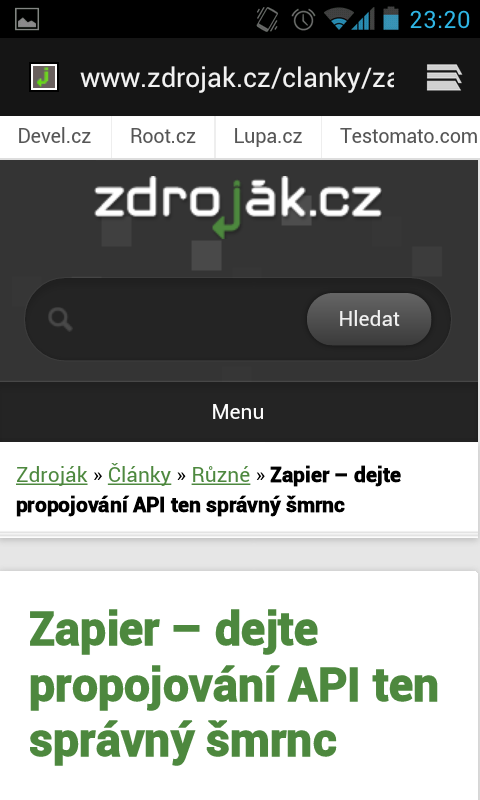 23:20
www.zdrojak.cz/clanky/za
Devel.cz Root.cz Lupa.cz Testomato.com
zdroják.cz
Hledat
Menu
Zdroják » Články » Různé » Zapier – dejte
propojování API ten správný šmrnc
Zapier – dejte
propojování API ten
správný šmrnc